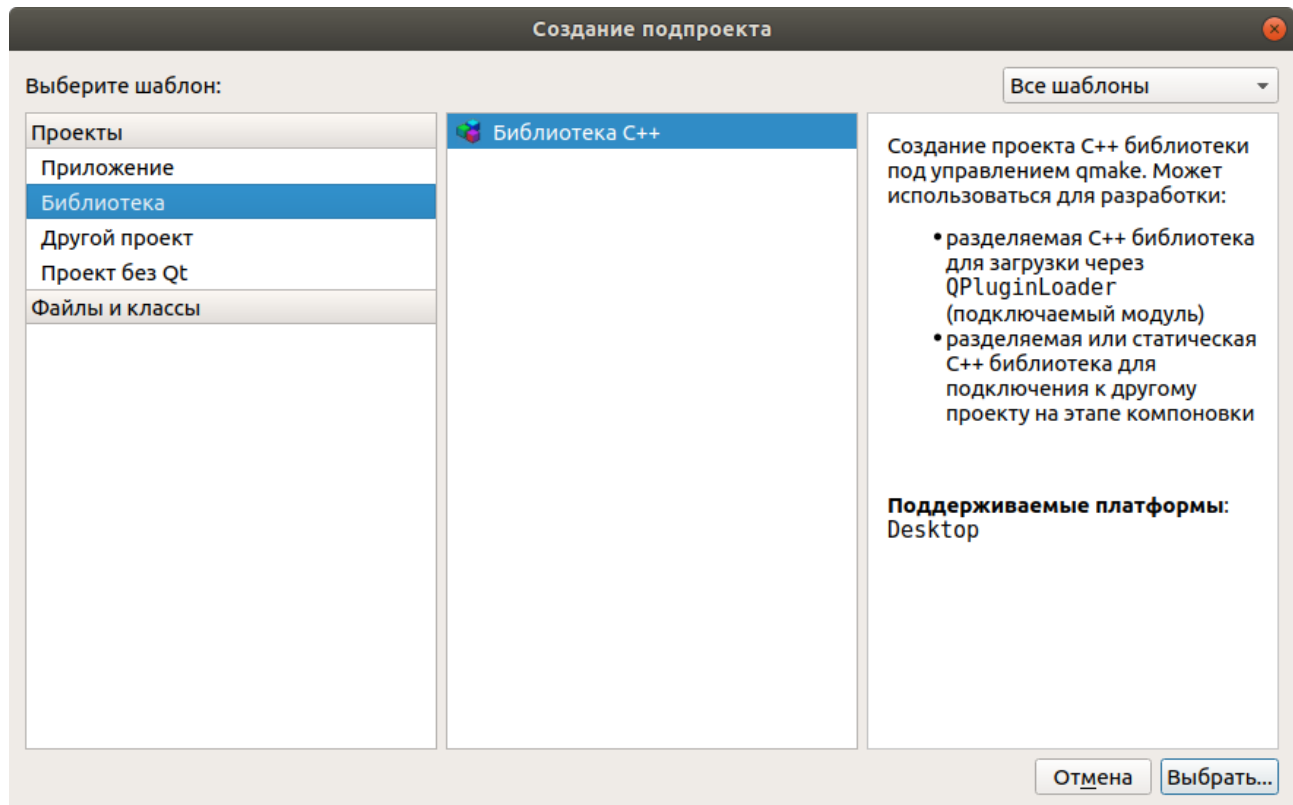 Создание подпроекта
Выберите шаблон:
Все шаблоны
Проекты
Приложение
Библиотека
Другой проект
Проект без Qt
Файлы и классы
Библиотека C++
Создание проекта C++ библиотеки
под управлением qmake. Может
использоваться для разработки:
• разделяемая C++ библиотека
для загрузки через
QPluginLoader
(подключаемый модуль)
• разделяемая или статическая
C++ библиотека для
подключения к другому
проекту на этапе компоновки
Поддерживаемые платформы:
Desktop
Отмена
Выбрать...